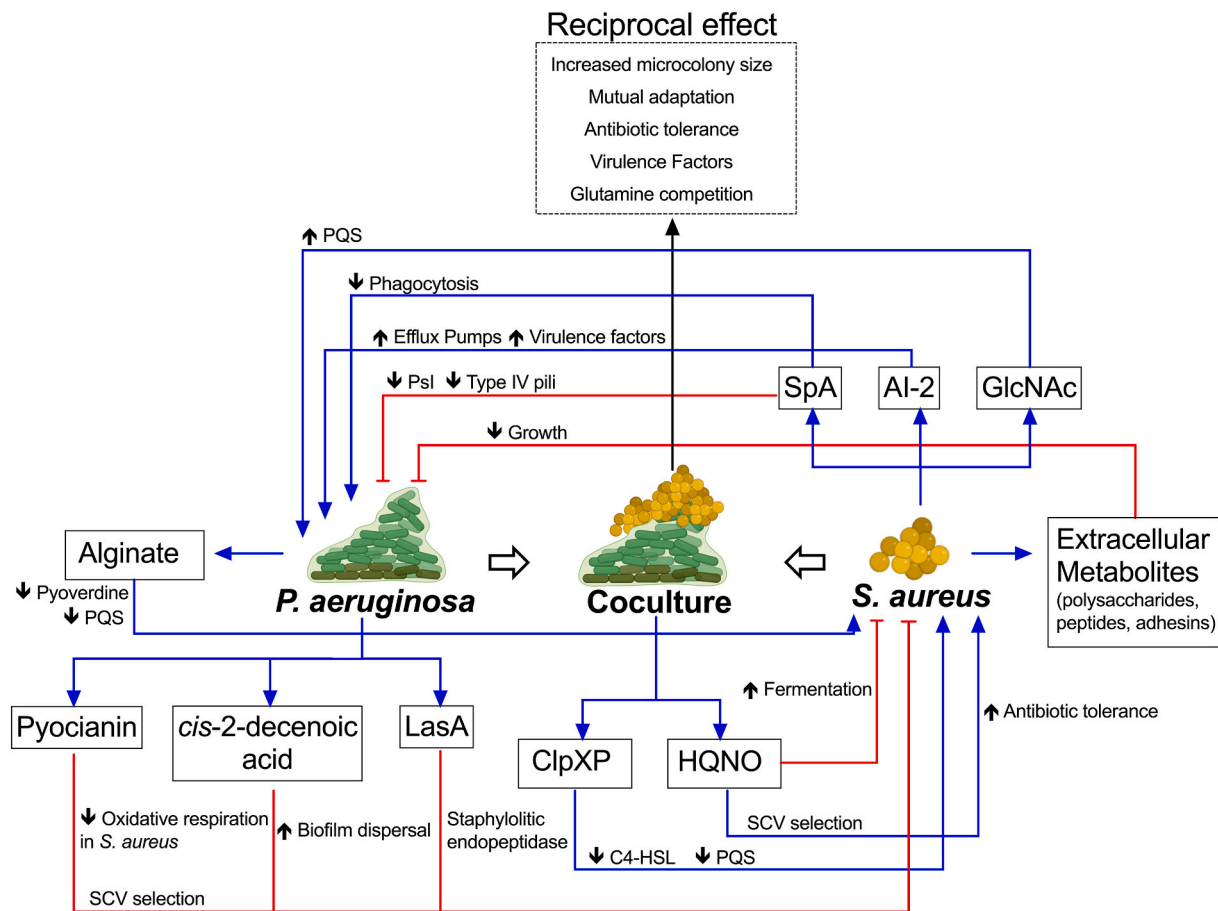 Reciprocal effect
Increased microcolony size
Mutual adaptation
Antibiotic tolerance
Virulence Factors
Glutamine competition
↑ PQS
↓ Phagocytosis
↑ Efflux Pumps ↑ Virulence factors
↓ Psl ↓ Type IV pili
SpA
AI-2
GlcNAc
↓ Growth
Alginate
↓ Pyoverdine
↓ PQS
P. aeruginosa
Coculture
S. aureus
Extracellular
Metabolites
(polysaccharides,
peptides, adhesins)
Pyocianin
cis-2-decenoic
acid
LasA
ClpXP
HQNO
↑ Fermentation
↑ Antibiotic tolerance
↓ Oxidative respiration
in S. aureus
↑ Biofilm dispersal
Staphylolitic
endopeptidase
SCV selection
↓ C4-HSL ↓ PQS
SCV selection